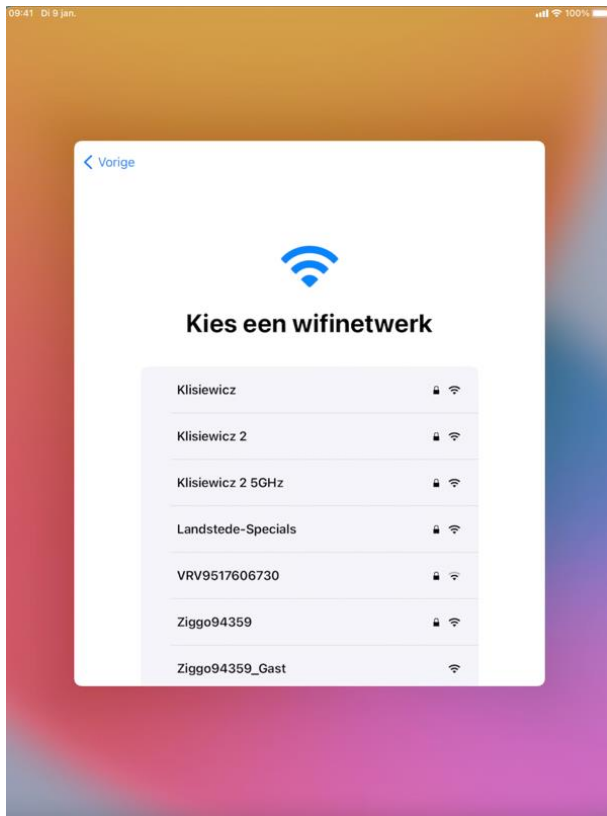 09:41 Di 9 jan. 100%
Vorige
Kies een wifinetwerk
Klisiewicz
Klisiewicz 2
Klisiewicz 2 5GHz
Landstede-Specials
VRV9517606730
Ziggo94359
Ziggo94359_Gast